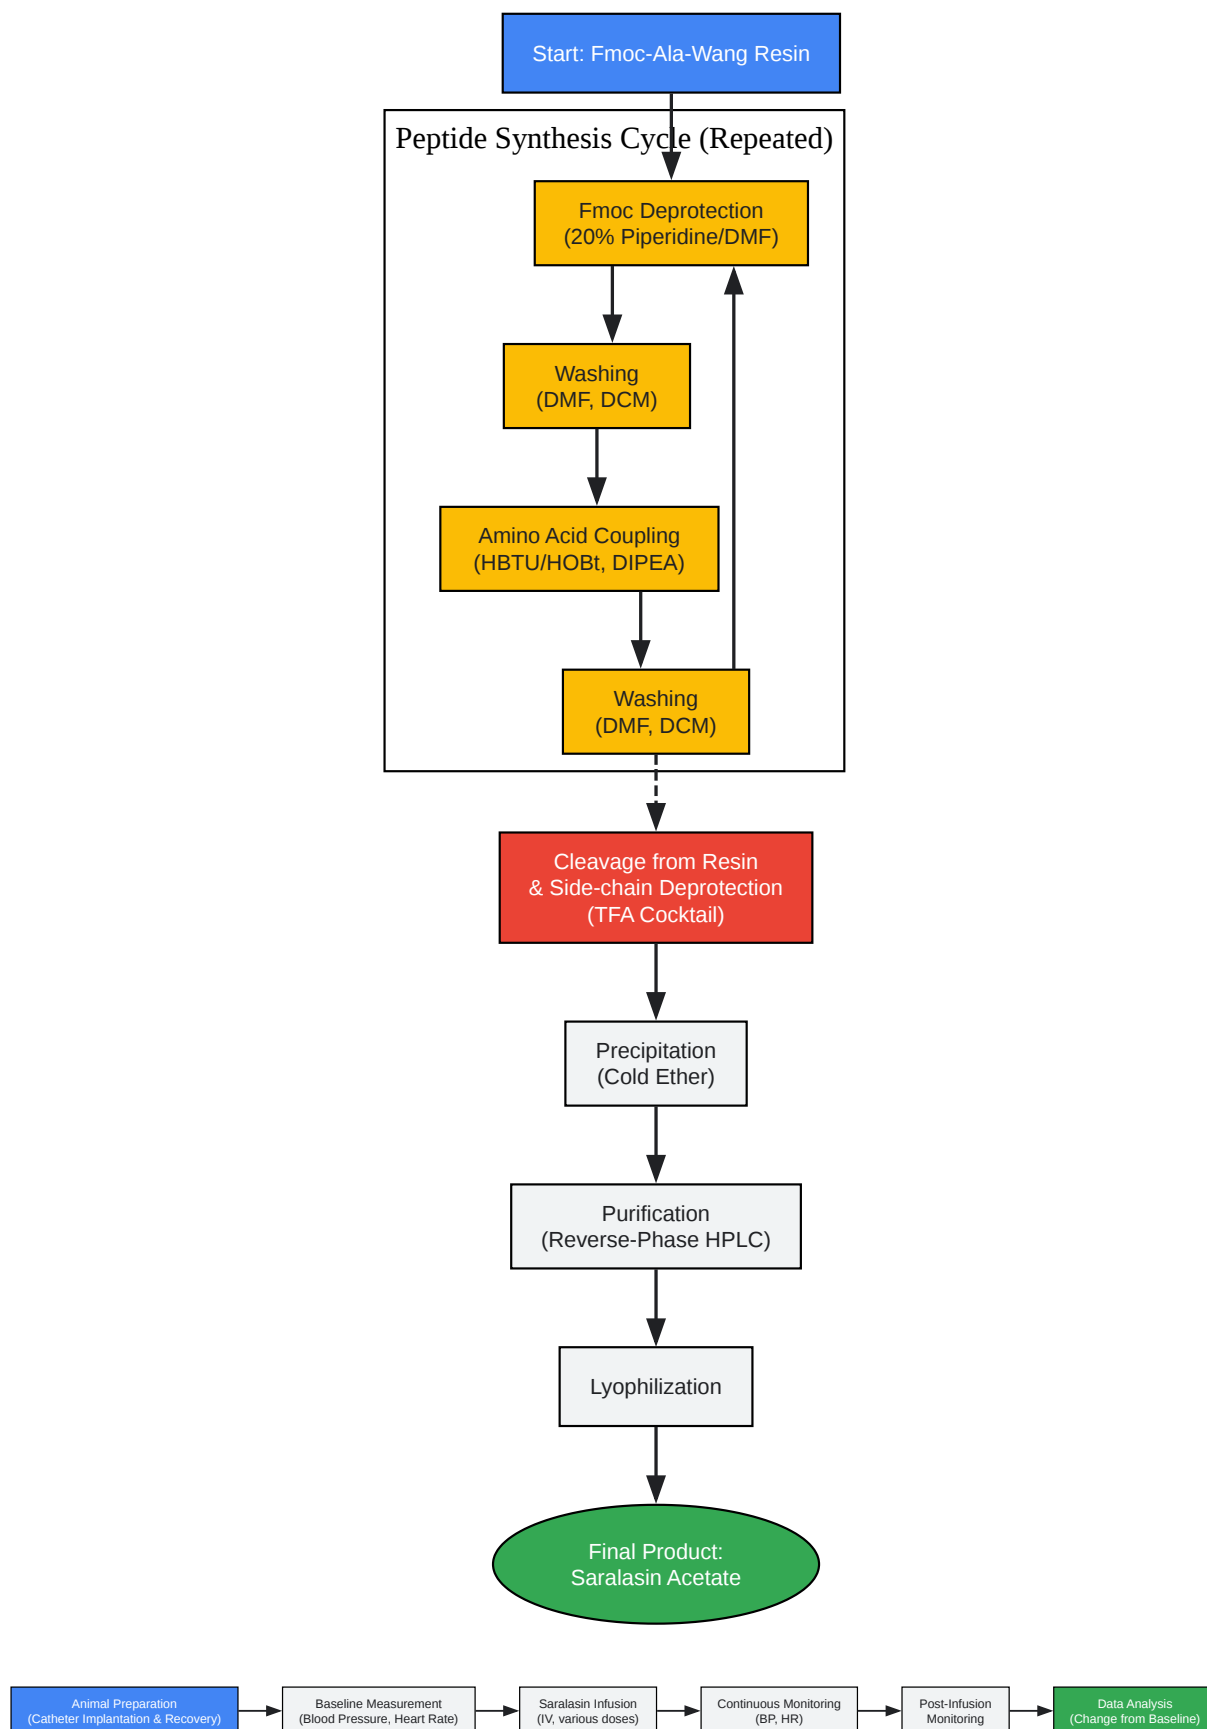 Start: Fmoc-Ala-Wang Resin
Peptide Synthesis Cycle (Repeated)
Fmoc Deprotection
(20% Piperidine/DMF)
Washing
(DMF, DCM)
Amino Acid Coupling
(HBTU/HOBt, DIPEA)
Washing
(DMF, DCM)
Cleavage from Resin
& Side-chain Deprotection
(TFA Cocktail)
Precipitation
(Cold Ether)
Purification
(Reverse-Phase HPLC)
Lyophilization
Final Product:
Saralasin Acetate
Animal Preparation
(Catheter Implantation & Recovery)
Baseline Measurement
(Blood Pressure, Heart Rate)
Saralasin Infusion
(IV, various doses)
Continuous Monitoring
(BP, HR)
Post-Infusion
Monitoring
Data Analysis
(Change from Baseline)